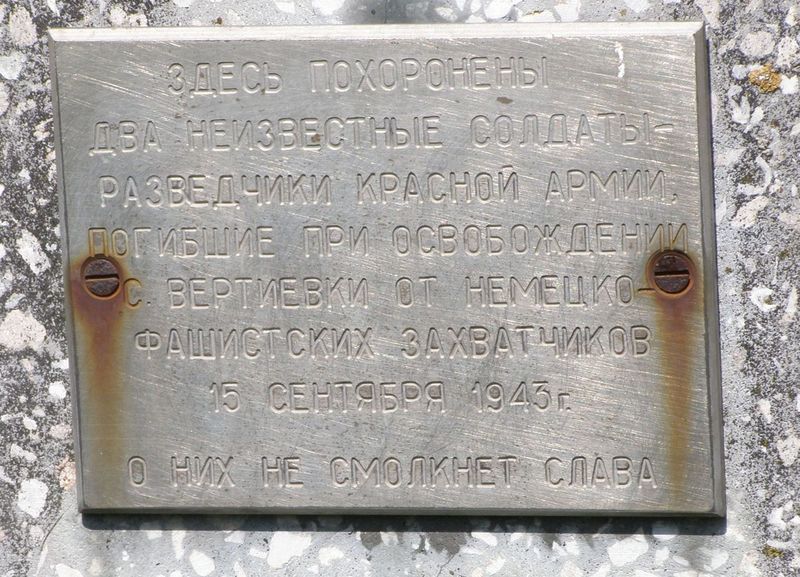 ЗДЕСЬ ПОХОРОНЕНЫ
ДВА НЕИЗВЕСТНЫЕ СОЛДАТЫ-
РАЗВЕДЧИКИ КРАСНОЙ АРМИИ,
ПОГИБШИЕ ПРИ ОСВОБОЖДЕНИИ
С. ВЕРТИЕВКИ ОТ НЕМЕЦКО-
ФАШИСТСКИХ ЗАХВАТЧИКОВ
15 СЕНТЯБРЯ 1943 г.
О НИХ НЕ СМОЛКНЕТ СЛАВА